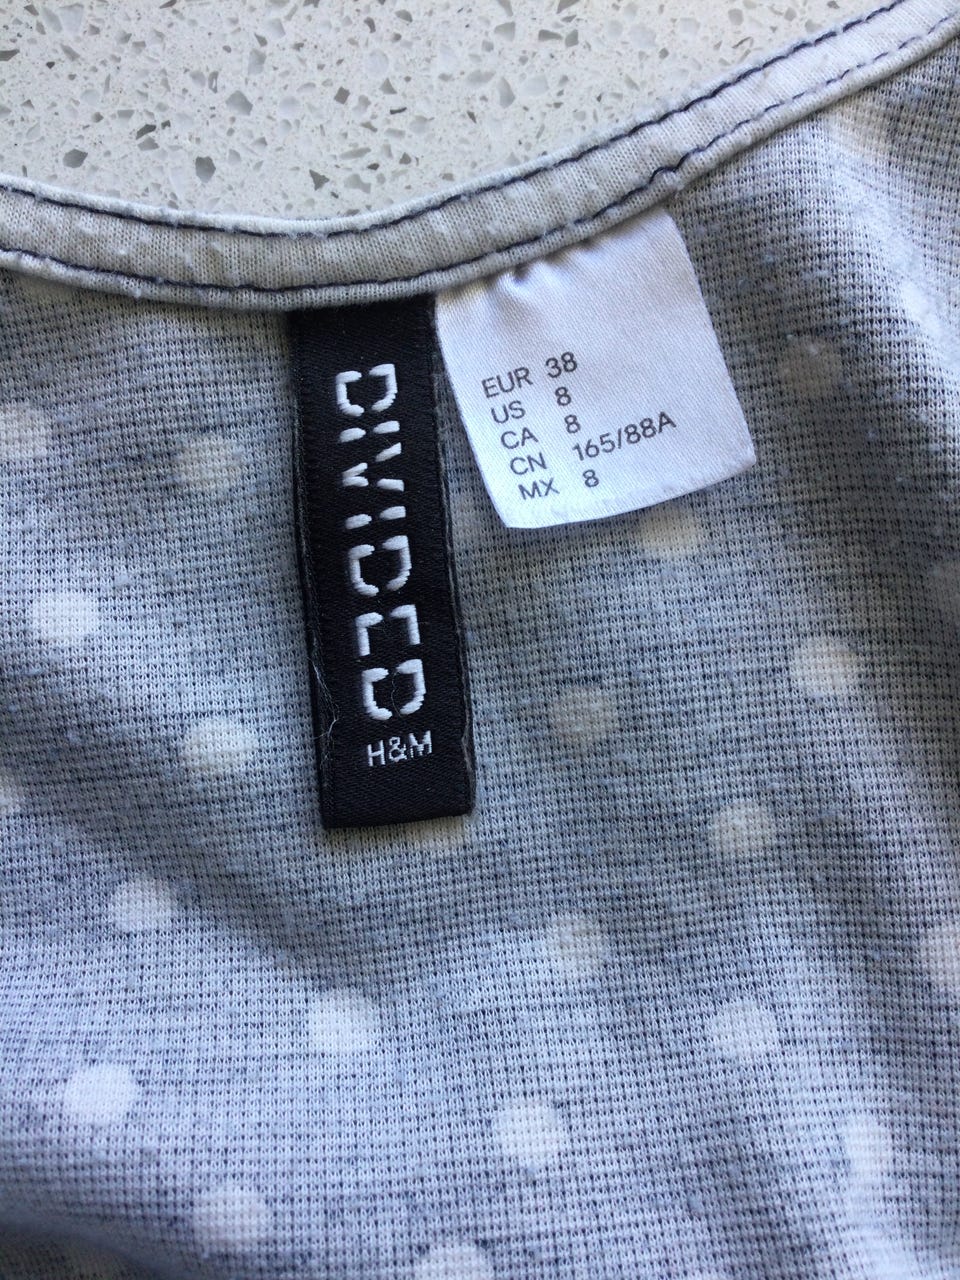 DIVIDED
H&M
EUR 38
US 8
CA 8
CN 165/88A
MX 8